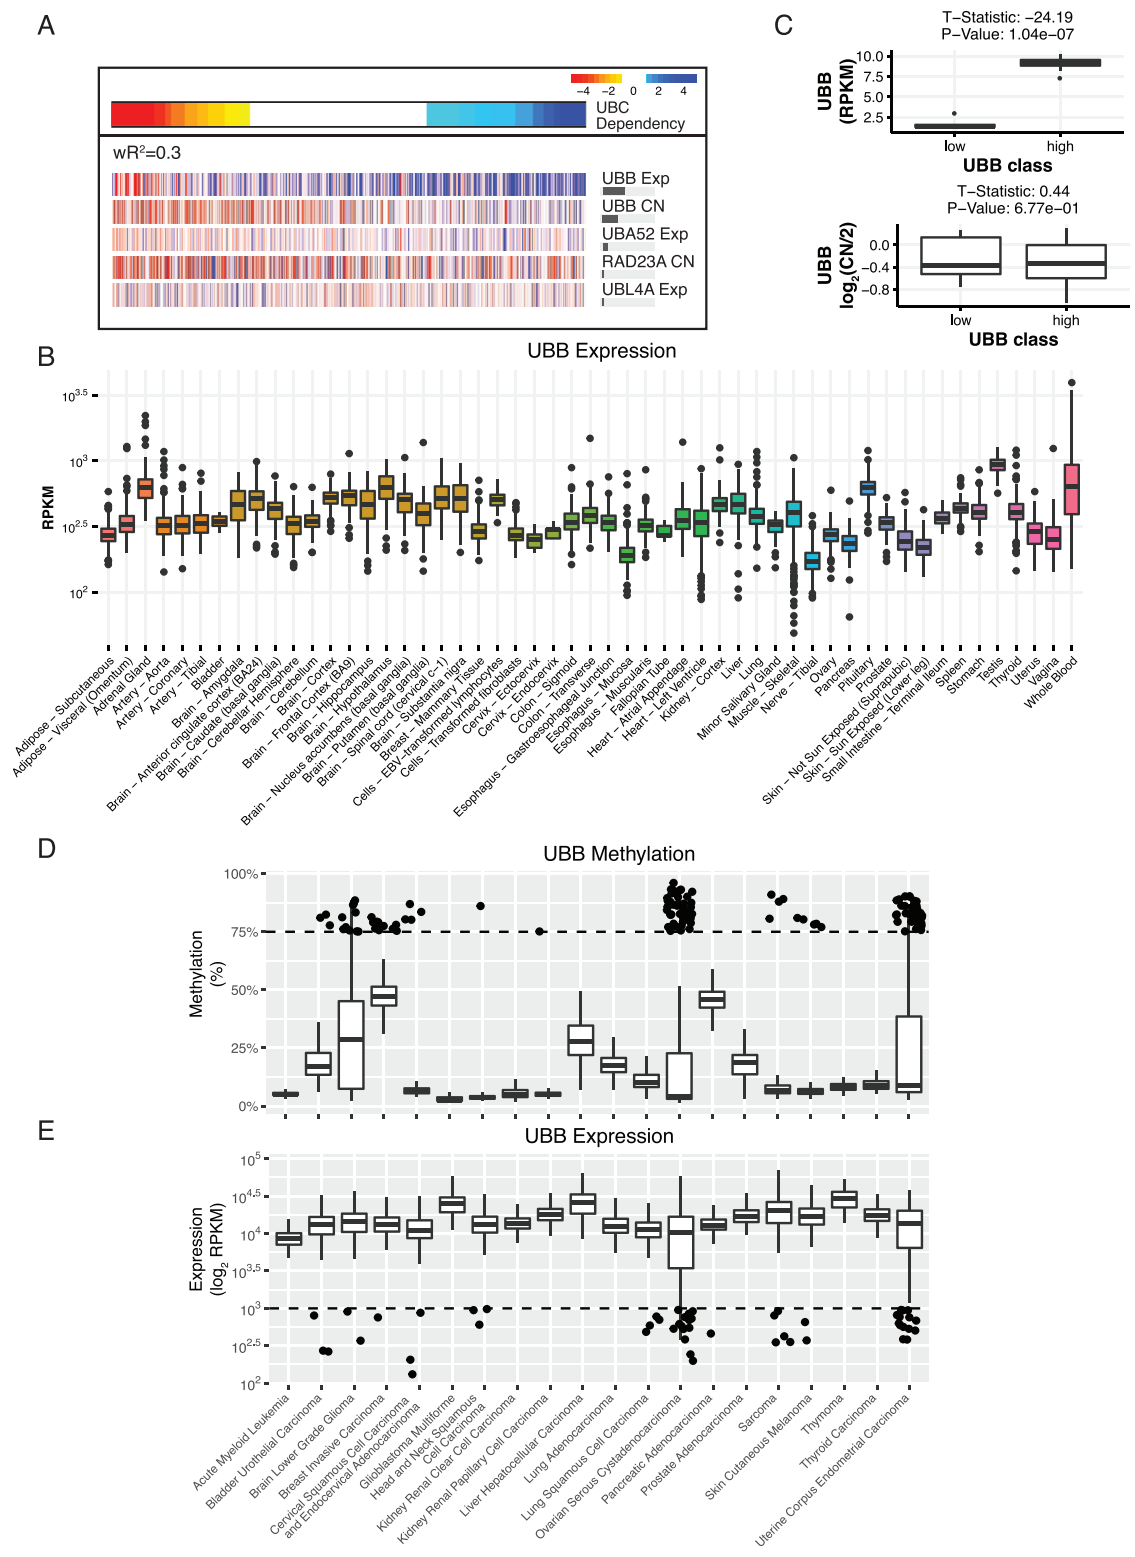 A
−4 −2 0 2 4
UBC
Dependency
wR²=0.3
UBB Exp
UBB CN
UBA52 Exp
RAD23A CN
UBL4A Exp
C
T−Statistic: −24.19
P−Value: 1.04e−07
UBB
(RPKM)
10.0
7.5
5.0
2.5
low high
UBB class
T−Statistic: 0.44
P−Value: 6.77e−01
UBB
log₂(CN/2)
0.0
−0.4
−0.8
low high
UBB class
B
UBB Expression
RPKM
10^3.5
10^3
10^2.5
10^2
Adipose − Subcutaneous
Adipose − Visceral (Omentum)
Adrenal Gland
Artery − Aorta
Artery − Coronary
Artery − Tibial
Bladder
Brain − Amygdala
Brain − Anterior cingulate cortex (BA24)
Brain − Caudate (basal ganglia)
Brain − Cerebellar Hemisphere
Brain − Cerebellum
Brain − Cortex
Brain − Frontal Cortex (BA9)
Brain − Hippocampus
Brain − Hypothalamus
Brain − Nucleus accumbens (basal ganglia)
Brain − Putamen (basal ganglia)
Brain − Spinal cord (cervical c−1)
Brain − Substantia nigra
Breast − Mammary Tissue
Cells − EBV−transformed lymphocytes
Cells − Transformed fibroblasts
Cervix − Ectocervix
Cervix − Endocervix
Colon − Sigmoid
Colon − Transverse
Esophagus − Gastroesophageal Junction
Esophagus − Mucosa
Esophagus − Muscularis
Fallopian Tube
Heart − Atrial Appendage
Heart − Left Ventricle
Kidney − Cortex
Liver
Lung
Minor Salivary Gland
Muscle − Skeletal
Nerve − Tibial
Ovary
Pancreas
Pituitary
Prostate
Skin − Not Sun Exposed (Suprapubic)
Skin − Sun Exposed (Lower leg)
Small Intestine − Terminal Ileum
Spleen
Stomach
Testis
Thyroid
Uterus
Vagina
Whole Blood
D
UBB Methylation
Methylation
(%)
100%
75%
50%
25%
0%
E
UBB Expression
Expression
(log₂ RPKM)
10^5
10^4.5
10^4
10^3.5
10^3
10^2.5
10^2
Acute Myeloid Leukemia
Bladder Urothelial Carcinoma
Brain Lower Grade Glioma
Breast Invasive Carcinoma
Cervical Squamous Cell Carcinoma
and Endocervical Adenocarcinoma
Glioblastoma Multiforme
Head and Neck Squamous
Cell Carcinoma
Kidney Renal Clear Cell Carcinoma
Kidney Renal Papillary Cell Carcinoma
Liver Hepatocellular Carcinoma
Lung Adenocarcinoma
Lung Squamous Cell Carcinoma
Ovarian Serous Cystadenocarcinoma
Pancreatic Adenocarcinoma
Prostate Adenocarcinoma
Sarcoma
Skin Cutaneous Melanoma
Thymoma
Thyroid Carcinoma
Uterine Corpus Endometrial Carcinoma